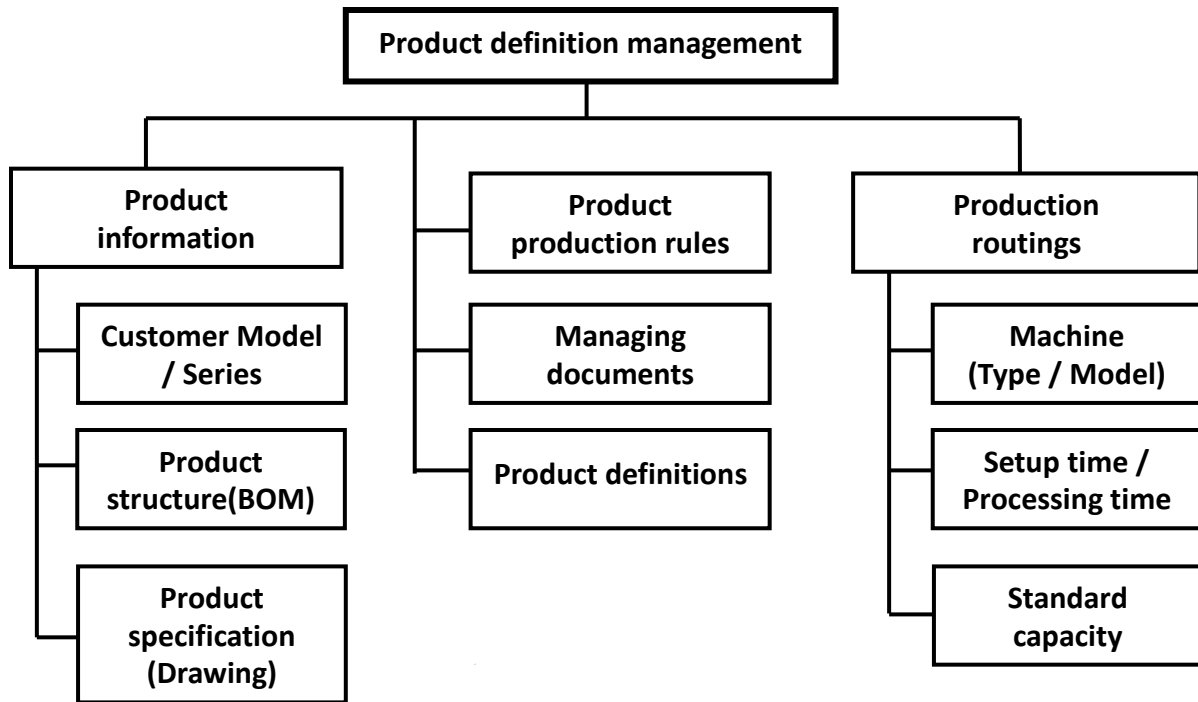 Product definition management
Product
information
Customer Model
/ Series
Product
structure(BOM)
Product
specification
(Drawing)
Product
production rules
Managing
documents
Product definitions
Production
routings
Machine
(Type / Model)
Setup time /
Processing time
Standard
capacity